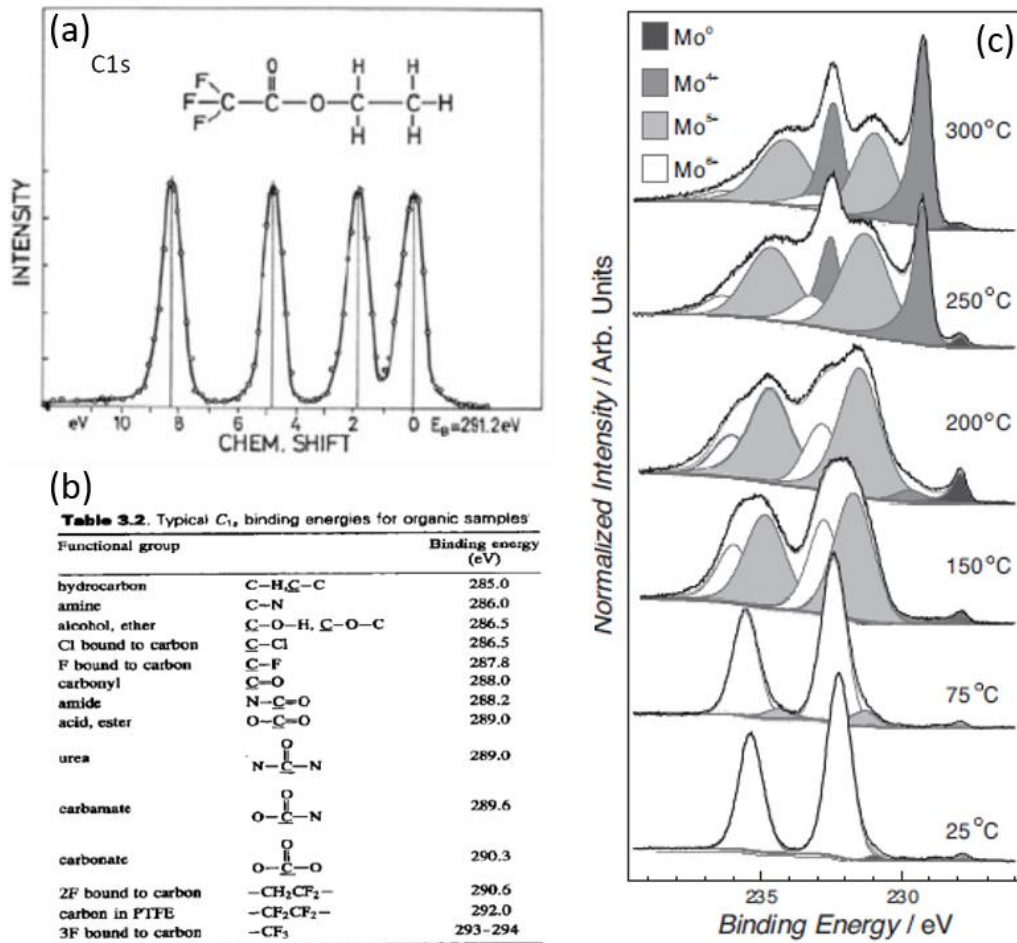 (a)
C1s
O
H H
F
F C C O C C H
F
H H
INTENSITY
eV 10 8 6 4 2 0 E_B=291.2eV
CHEM. SHIFT
(b)
Table 3.2. Typical C1s binding energies for organic samples
Functional group Binding energy (eV)
hydrocarbon C–H, C–C 285.0
amine C–N 286.0
alcohol, ether C–O–H, C–O–C 286.5
Cl bound to carbon C–Cl 286.5
F bound to carbon C–F 287.8
carbonyl C=O 288.0
amide N–C=O 288.2
acid, ester O–C=O 289.0
O
urea N–C–N 289.0
O
carbamate O–C–N 289.6
O
carbonate O–C–O 290.3
2F bound to carbon –CH2CF2– 290.6
carbon in PTFE –CF2CF2– 292.0
3F bound to carbon –CF3 293–294
(c)
Mo0
Mo4+
Mo5+
Mo6+
300°C
250°C
200°C
150°C
75°C
25°C
Normalized Intensity / Arb. Units
235 230
Binding Energy / eV